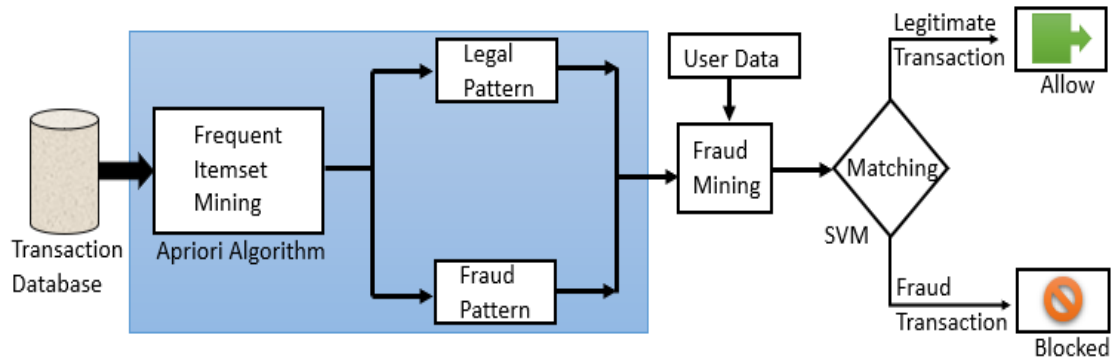 Transaction
Database
Frequent
Itemset
Mining
Apriori Algorithm
Legal
Pattern
Fraud
Pattern
User Data
Fraud
Mining
Matching
SVM
Legitimate
Transaction
Allow
Fraud
Transaction
Blocked